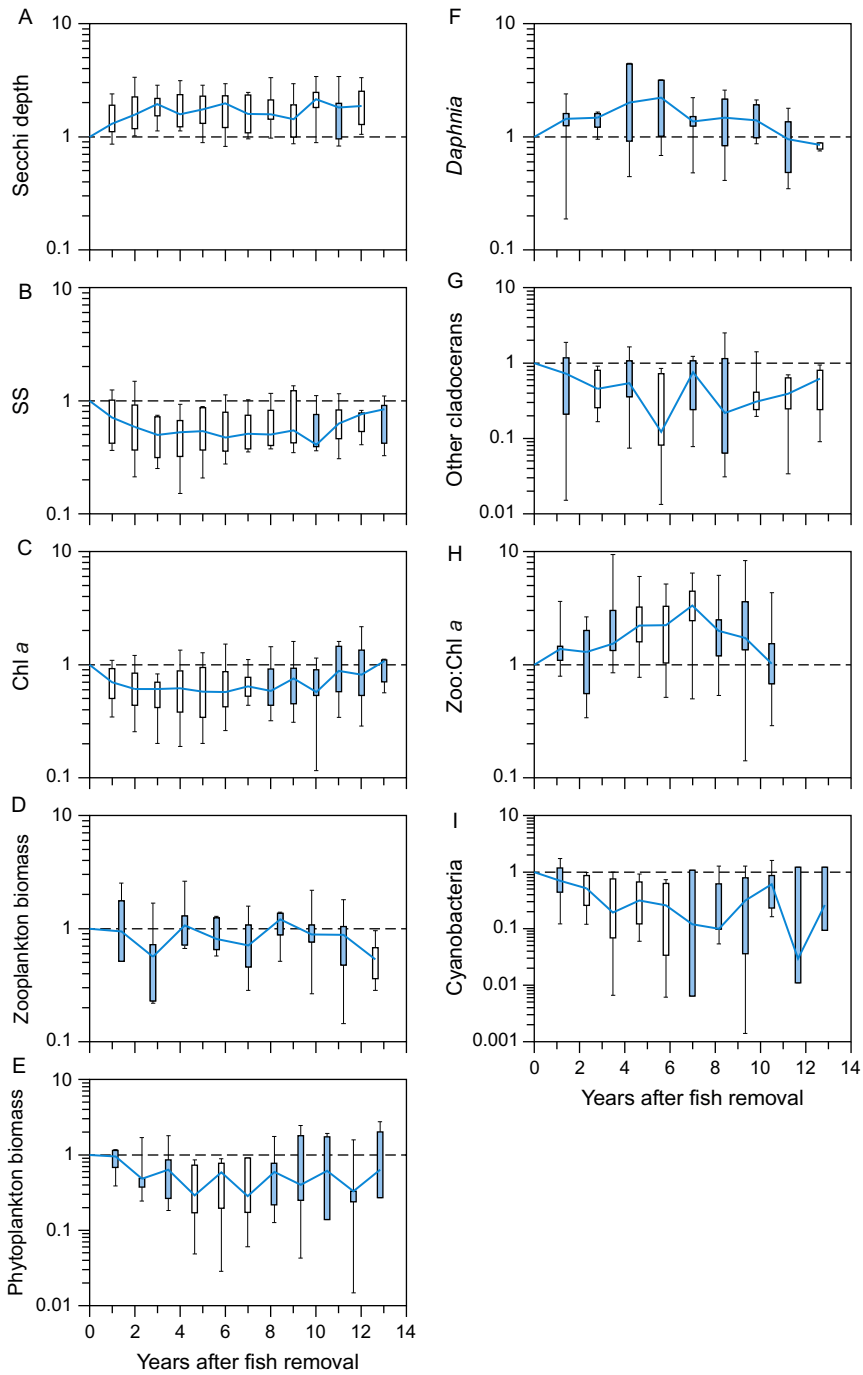 A
Secchi depth
10
1
0.1
B
SS
10
1
0.1
C
Chl a
10
1
0.1
D
Zooplankton biomass
10
1
0.1
E
Phytoplankton biomass
10
1
0.1
0.01
0 2 4 6 8 10 12 14
Years after fish removal
F
Daphnia
10
1
0.1
G
Other cladocerans
10
1
0.1
0.01
H
Zoo:Chl a
10
1
0.1
I
Cyanobacteria
10
1
0.1
0.01
0.001
0 2 4 6 8 10 12 14
Years after fish removal